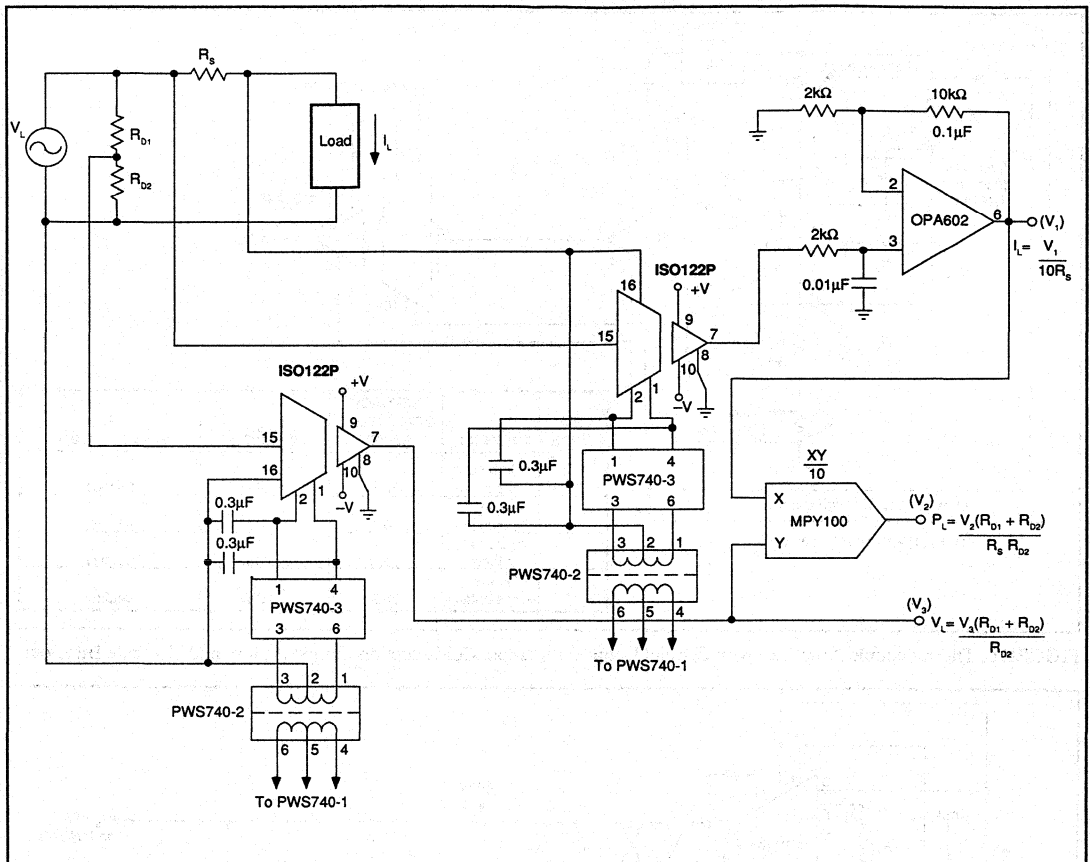 R_S
V_L
R_D1
R_D2
Load
I_L
2kΩ
10kΩ
0.1µF
2
OPA602
6
(V_1)
3
I_L = V_1
10R_S
2kΩ
0.01µF
ISO122P
+V
16
9
15
7
8
10
–V
2
1
ISO122P
+V
9
15
7
16
8
10
–V
2
1
0.3µF
0.3µF
1
4
PWS740-3
3
6
3
2
1
PWS740-2
6
5
4
To PWS740-1
0.3µF
0.3µF
1
4
PWS740-3
3
6
3
2
1
PWS740-2
6
5
4
To PWS740-1
XY
10
X
MPY100
Y
(V_2)
P_L = V_2(R_D1 + R_D2)
R_S R_D2
(V_3)
V_L = V_3(R_D1 + R_D2)
R_D2